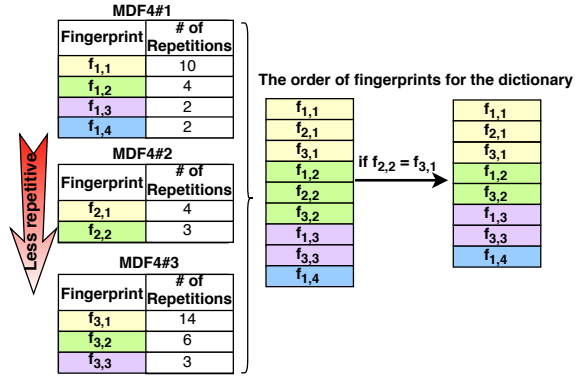 MDF4#1
Fingerprint # of Repetitions
f1,1 10
f1,2 4
f1,3 2
f1,4 2
MDF4#2
Fingerprint # of Repetitions
f2,1 4
f2,2 3
MDF4#3
Fingerprint # of Repetitions
f3,1 14
f3,2 6
f3,3 3
Less repetitive
The order of fingerprints for the dictionary
f1,1
f2,1
f3,1
f1,2
f2,2
f3,2
f1,3
f3,3
f1,4
if f2,2 = f3,1
f1,1
f2,1
f3,1
f1,2
f3,2
f1,3
f3,3
f1,4